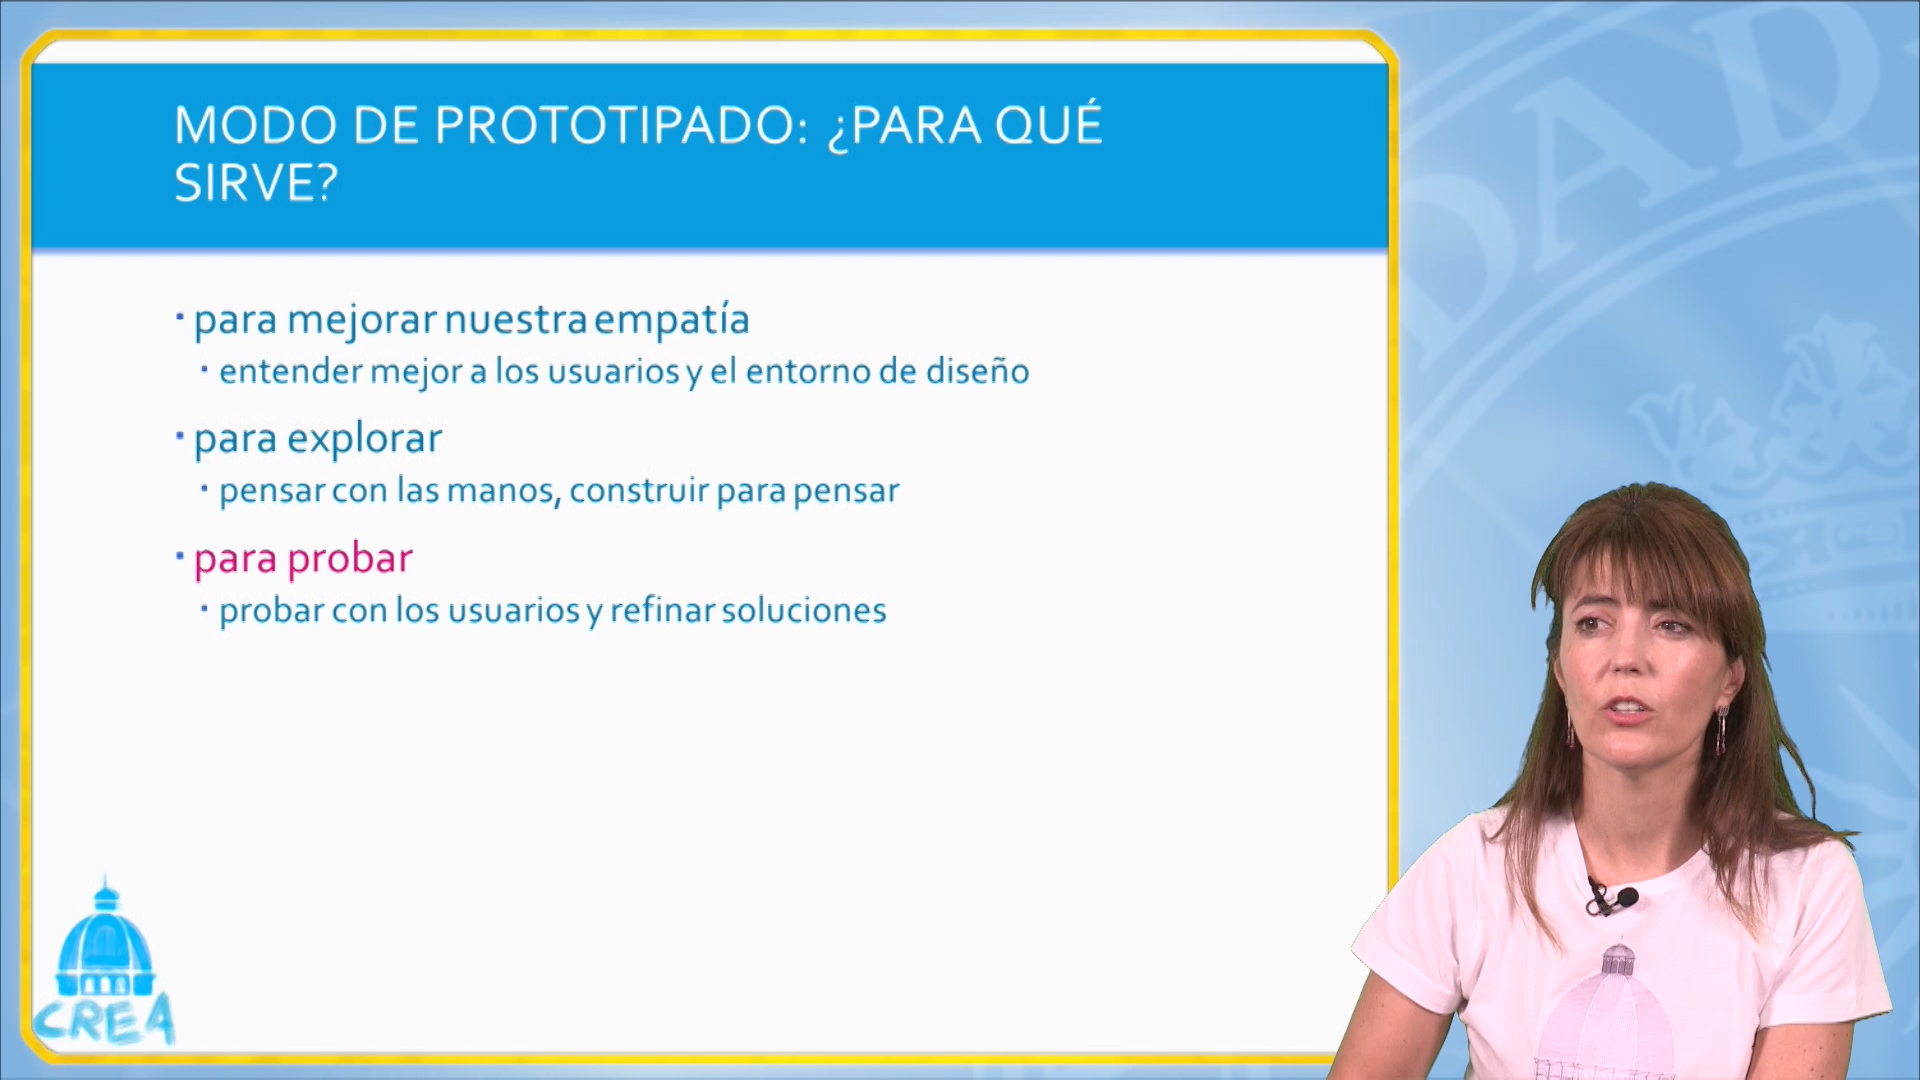 MODO DE PROTOTIPADO: ¿PARA QUÉ
SIRVE?
· para mejorar nuestra empatía
· entender mejor a los usuarios y el entorno de diseño
· para explorar
· pensar con las manos, construir para pensar
· para probar
· probar con los usuarios y refinar soluciones
CREA
DAD